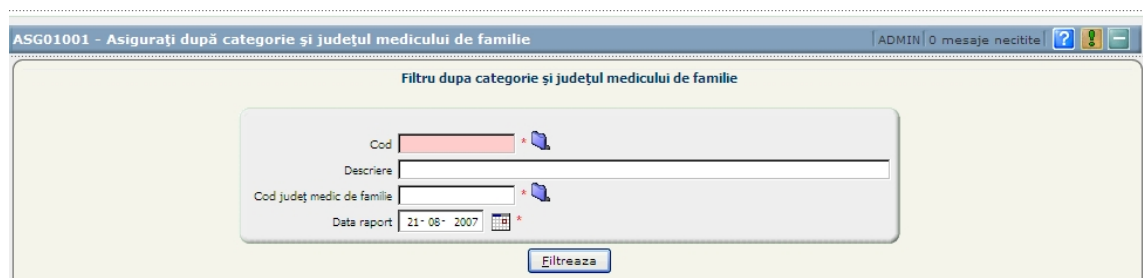 ASG01001 - Asiguraţi după categorie şi judeţul medicului de familie ADMIN 0 mesaje necitite ? !
Filtru dupa categorie şi judeţul medicului de familie
Cod *
Descriere
Cod judeţ medic de familie *
Data raport 21- 08- 2007 *
Filtreaza